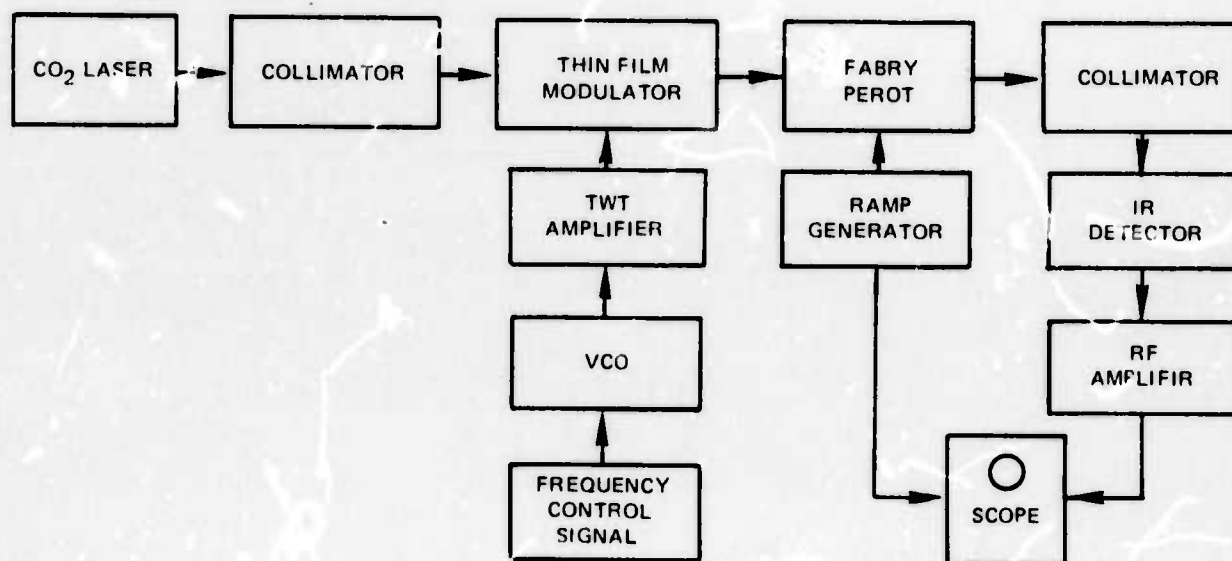 CO2 LASER
COLLIMATOR
THIN FILM
MODULATOR
FABRY
PEROT
COLLIMATOR
TWT
AMPLIFIER
RAMP
GENERATOR
IR
DETECTOR
VCO
RF
AMPLIFIR
FREQUENCY
CONTROL
SIGNAL
SCOPE